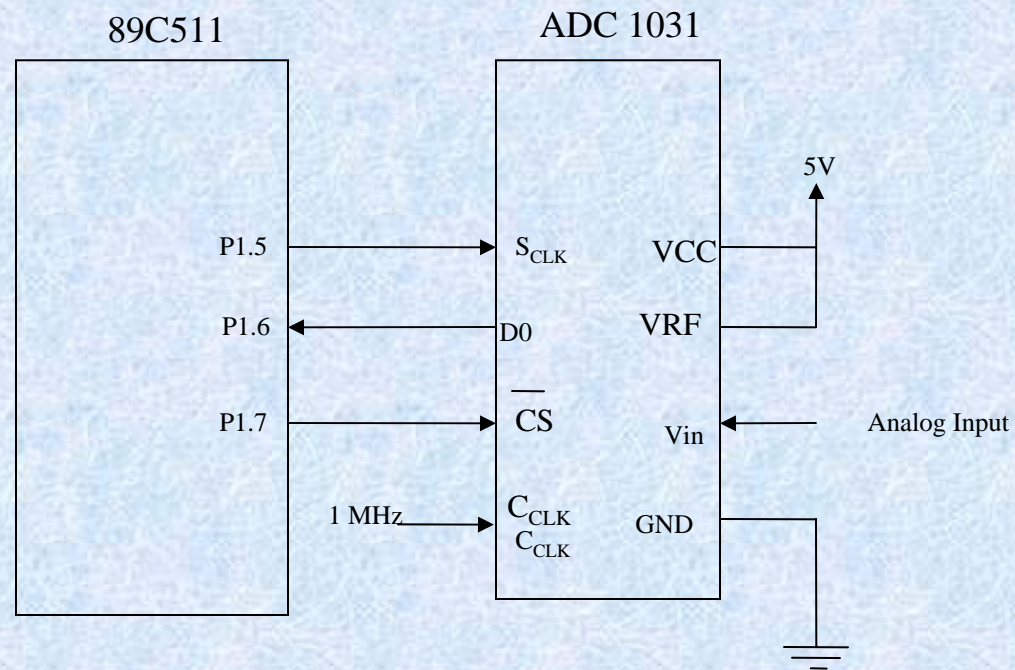 89C511
ADC 1031
5V
P1.5
SCLK
VCC
P1.6
D0
VRF
P1.7
CS
Vin
Analog Input
1 MHz
CCLK
GND
CCLK